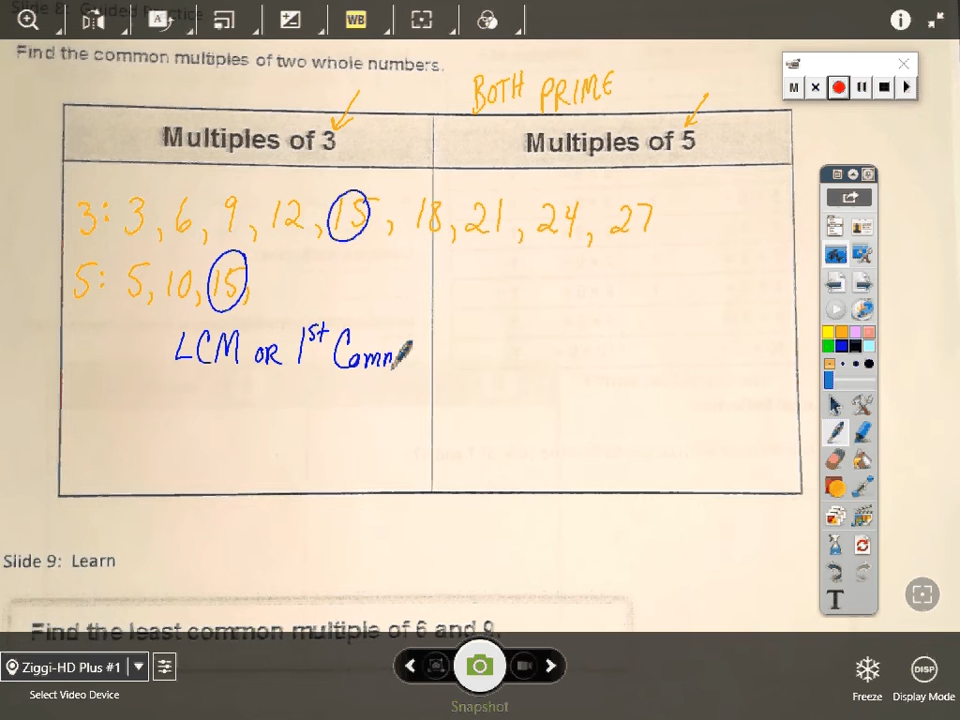 Slide 8: Guided Practice
Find the common multiples of two whole numbers.
BOTH PRIME
Multiples of 3
Multiples of 5
3: 3, 6, 9, 12, 15, 18, 21, 24, 27
5: 5, 10, 15,
LCM OR 1st Comm
Slide 9: Learn
Find the least common multiple of 6 and 9.
WB
M
T
Ziggi-HD Plus #1
Select Video Device
Snapshot
Freeze
DISP
Display Mode